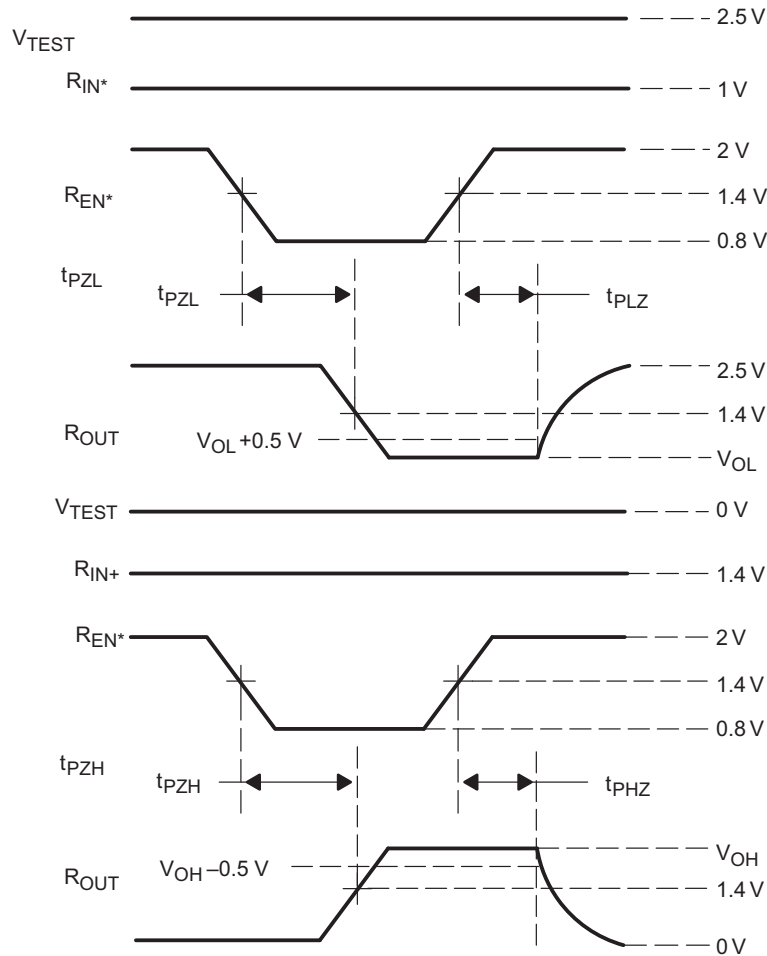 2.5 V
VTEST
RIN*
1 V
2 V
REN*
1.4 V
0.8 V
tPZL
tPZL
tPLZ
2.5 V
1.4 V
ROUT
VOL +0.5 V
VOL
VTEST
0 V
RIN+
1.4 V
REN*
2 V
1.4 V
0.8 V
tPZH
tPZH
tPHZ
VOH
VOH –0.5 V
ROUT
1.4 V
0 V